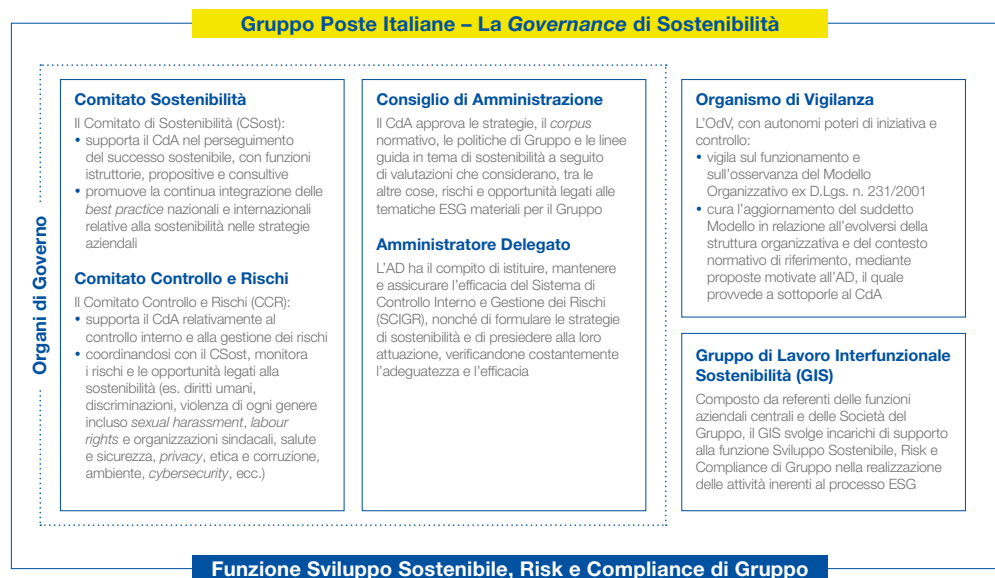 Gruppo Poste Italiane – La Governance di Sostenibilità
Organi di Governo
Comitato Sostenibilità
Il Comitato di Sostenibilità (CSost):
• supporta il CdA nel perseguimento
del successo sostenibile, con funzioni
istruttorie, propositive e consultive
• promuove la continua integrazione delle
best practice nazionali e internazionali
relative alla sostenibilità nelle strategie
aziendali
Comitato Controllo e Rischi
Il Comitato Controllo e Rischi (CCR):
• supporta il CdA relativamente al
controllo interno e alla gestione dei rischi
• coordinandosi con il CSost, monitora
i rischi e le opportunità legati alla
sostenibilità (es. diritti umani,
discriminazioni, violenza di ogni genere
incluso sexual harassment, labour
rights e organizzazioni sindacali, salute
e sicurezza, privacy, etica e corruzione,
ambiente, cybersecurity, ecc.)
Consiglio di Amministrazione
Il CdA approva le strategie, il corpus
normativo, le politiche di Gruppo e le linee
guida in tema di sostenibilità a seguito
di valutazioni che considerano, tra le
altre cose, rischi e opportunità legati alle
tematiche ESG materiali per il Gruppo
Amministratore Delegato
L'AD ha il compito di istituire, mantenere
e assicurare l'efficacia del Sistema di
Controllo Interno e Gestione dei Rischi
(SCIGR), nonché di formulare le strategie
di sostenibilità e di presiedere alla loro
attuazione, verificandone costantemente
l'adeguatezza e l'efficacia
Organismo di Vigilanza
L'OdV, con autonomi poteri di iniziativa e
controllo:
• vigila sul funzionamento e
sull'osservanza del Modello
Organizzativo ex D.Lgs. n. 231/2001
• cura l'aggiornamento del suddetto
Modello in relazione all'evolversi della
struttura organizzativa e del contesto
normativo di riferimento, mediante
proposte motivate all'AD, il quale
provvede a sottoporle al CdA
Gruppo di Lavoro Interfunzionale
Sostenibilità (GIS)
Composto da referenti delle funzioni
aziendali centrali e delle Società del
Gruppo, il GIS svolge incarichi di supporto
alla funzione Sviluppo Sostenibile, Risk e
Compliance di Gruppo nella realizzazione
delle attività inerenti al processo ESG
Funzione Sviluppo Sostenibile, Risk e Compliance di Gruppo